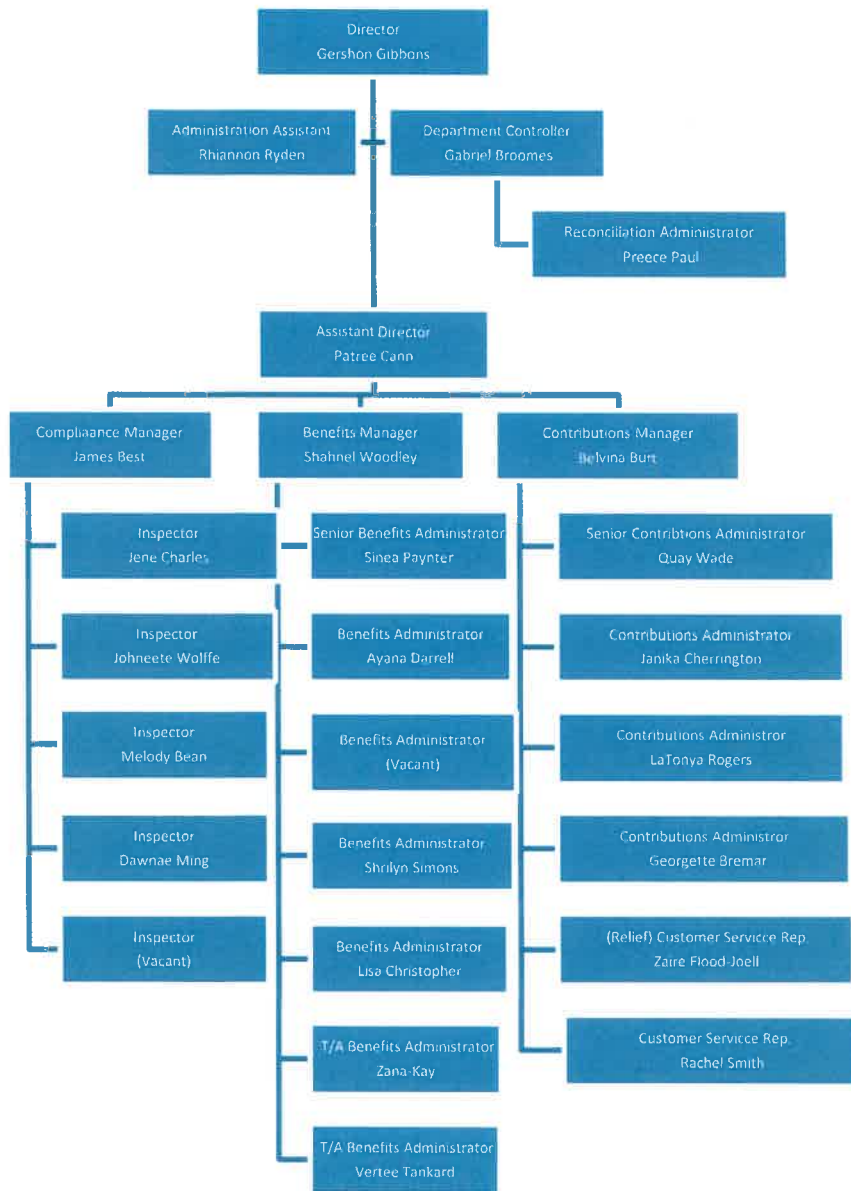 Director
Gershon Gibbons
Administration Assistant
Rhiannon Ryden
Department Controller
Gabriel Broomes
Reconciliation Administrator
Preece Paul
Assistant Director
Patree Cann
Compliance Manager
James Best
Benefits Manager
Shahnel Woodley
Contributions Manager
Belvina Burt
Inspector
Jene Charles
Inspector
Johneete Wolffe
Inspector
Melody Bean
Inspector
Dawnae Ming
Inspector
(Vacant)
Senior Benefits Administrator
Sinea Paynter
Benefits Administrator
Ayana Darrell
Benefits Administrator
(Vacant)
Benefits Administrator
Shrilyn Simons
Benefits Administrator
Lisa Christopher
T/A Benefits Administrator
Zana-Kay
T/A Benefits Administrator
Vertee Tankard
Senior Contribtions Administrator
Quay Wade
Contributions Administrator
Janika Cherrington
Contributions Administror
LaTonya Rogers
Contributions Administror
Georgette Bremar
(Relief) Customer Servicce Rep.
Zaire Flood-Joell
Customer Servicce Rep.
Rachel Smith